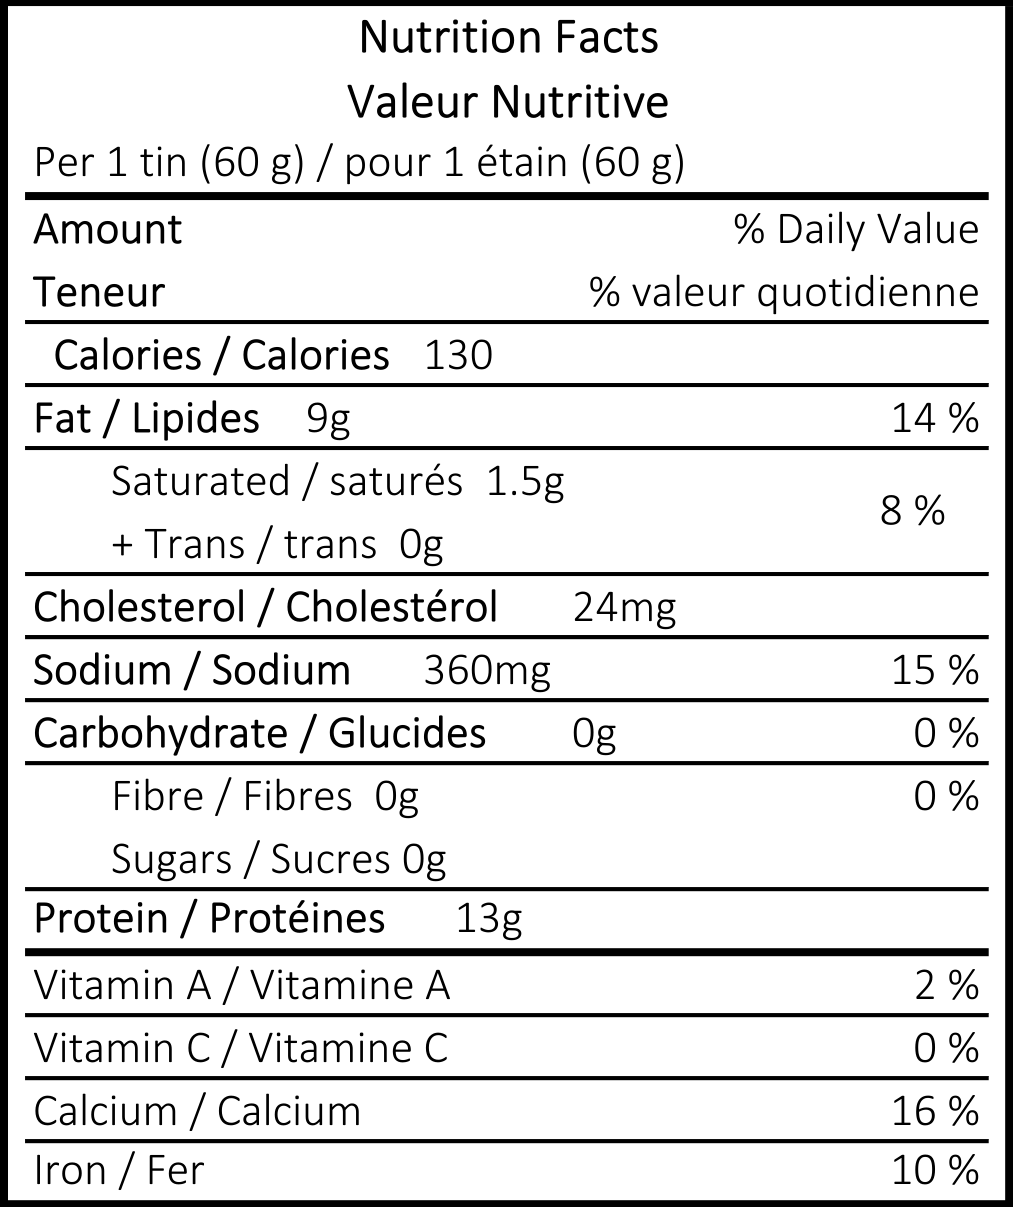 Nutrition Facts
Valeur Nutritive
Per 1 tin (60 g) / pour 1 étain (60 g)
Amount % Daily Value
Teneur % valeur quotidienne
Calories / Calories 130
Fat / Lipides 9g 14 %
Saturated / saturés 1.5g
8 %
+ Trans / trans 0g
Cholesterol / Cholestérol 24mg
Sodium / Sodium 360mg 15 %
Carbohydrate / Glucides 0g 0 %
Fibre / Fibres 0g 0 %
Sugars / Sucres 0g
Protein / Protéines 13g
Vitamin A / Vitamine A 2 %
Vitamin C / Vitamine C 0 %
Calcium / Calcium 16 %
Iron / Fer 10 %